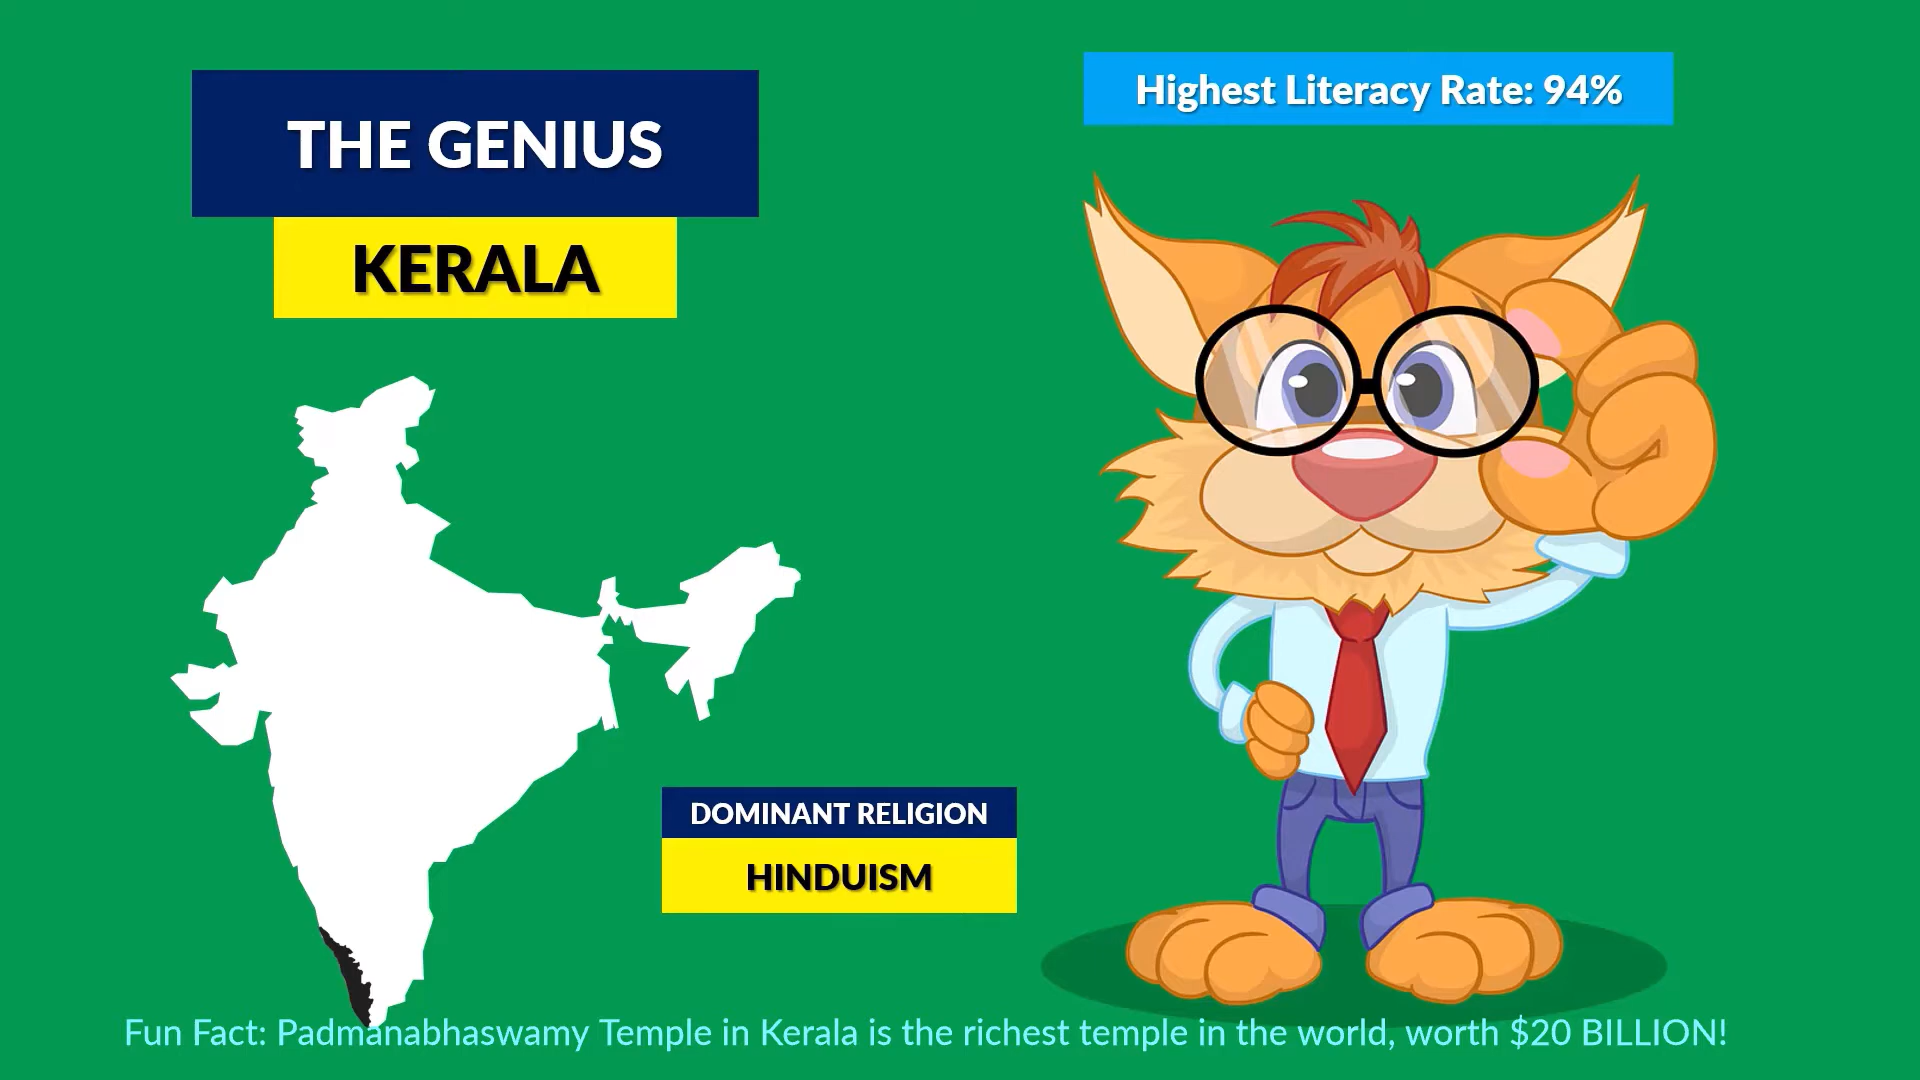 THE GENIUS
KERALA
Highest Literacy Rate: 94%
DOMINANT RELIGION
HINDUISM
Fun Fact: Padmanabhaswamy Temple in Kerala is the richest temple in the world, worth $20 BILLION!